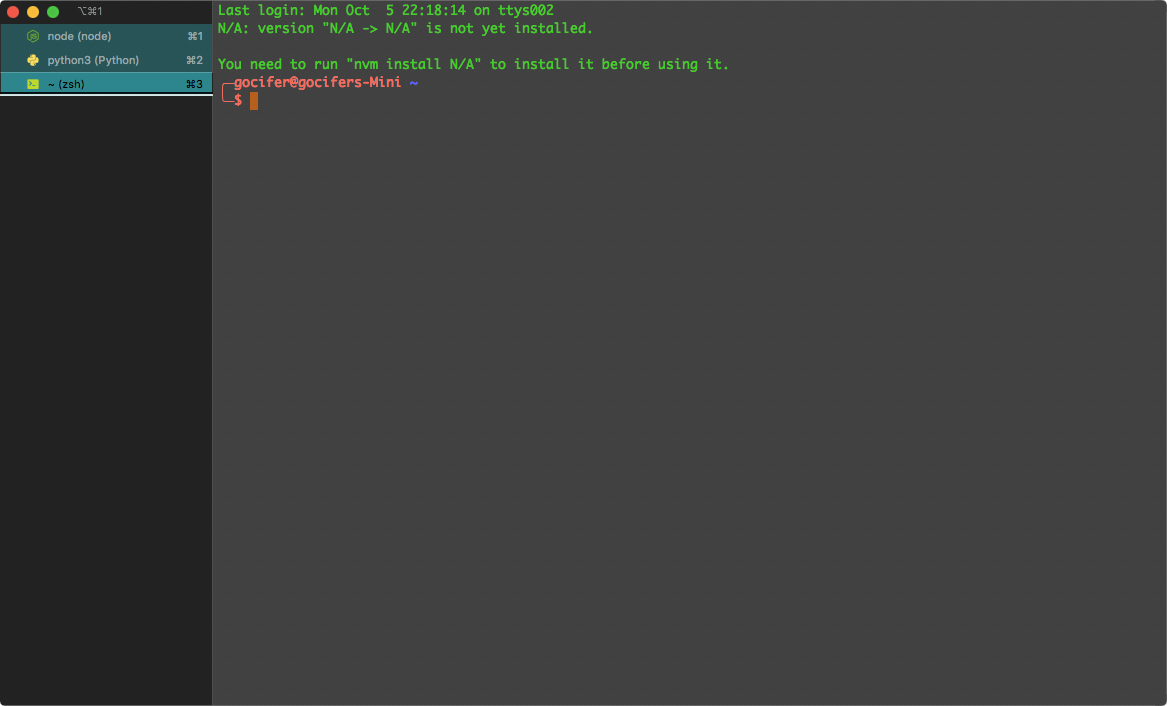 ⌥⌘1
node (node) ⌘1
python3 (Python) ⌘2
~ (zsh) ⌘3
Last login: Mon Oct  5 22:18:14 on ttys002
N/A: version "N/A -> N/A" is not yet installed.
You need to run "nvm install N/A" to install it before using it.
╭─gocifer@gocifers-Mini ~
╰─$